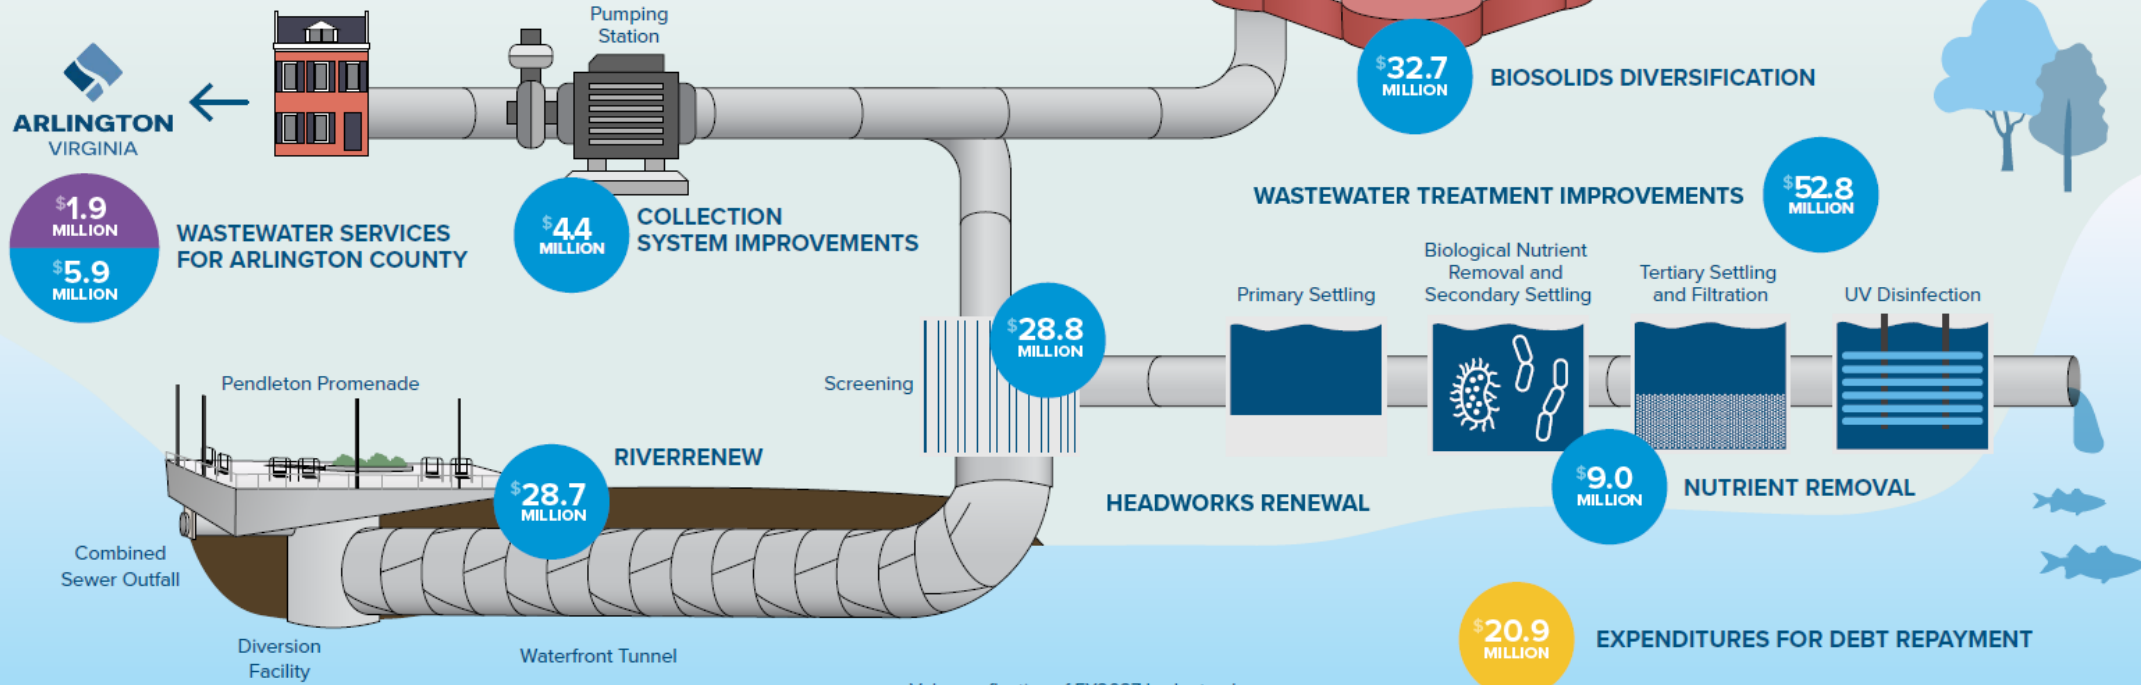 Pumping
Station
ARLINGTON
VIRGINIA
$32.7
MILLION
BIOSOLIDS DIVERSIFICATION
$1.9
MILLION
$5.9
MILLION
WASTEWATER SERVICES
FOR ARLINGTON COUNTY
$4.4
MILLION
COLLECTION
SYSTEM IMPROVEMENTS
WASTEWATER TREATMENT IMPROVEMENTS
$52.8
MILLION
Primary Settling
Biological Nutrient
Removal and
Secondary Settling
Tertiary Settling
and Filtration
UV Disinfection
$28.8
MILLION
Screening
HEADWORKS RENEWAL
$9.0
MILLION
NUTRIENT REMOVAL
Pendleton Promenade
RIVERRENEW
$28.7
MILLION
Combined
Sewer Outfall
Diversion
Facility
Waterfront Tunnel
$20.9
MILLION
EXPENDITURES FOR DEBT REPAYMENT